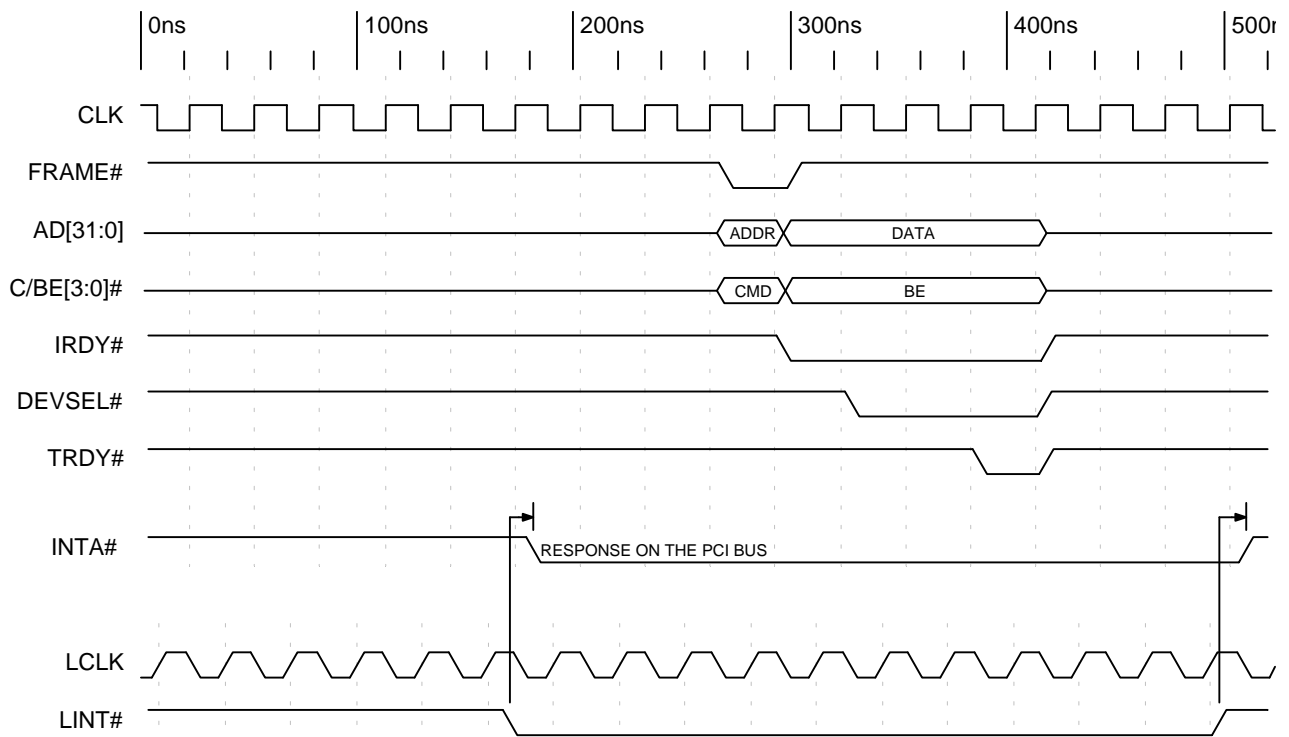 0ns 100ns 200ns 300ns 400ns 500n
CLK
FRAME#
AD[31:0] ADDR DATA
C/BE[3:0]# CMD BE
IRDY#
DEVSEL#
TRDY#
INTA# RESPONSE ON THE PCI BUS
LCLK
LINT#